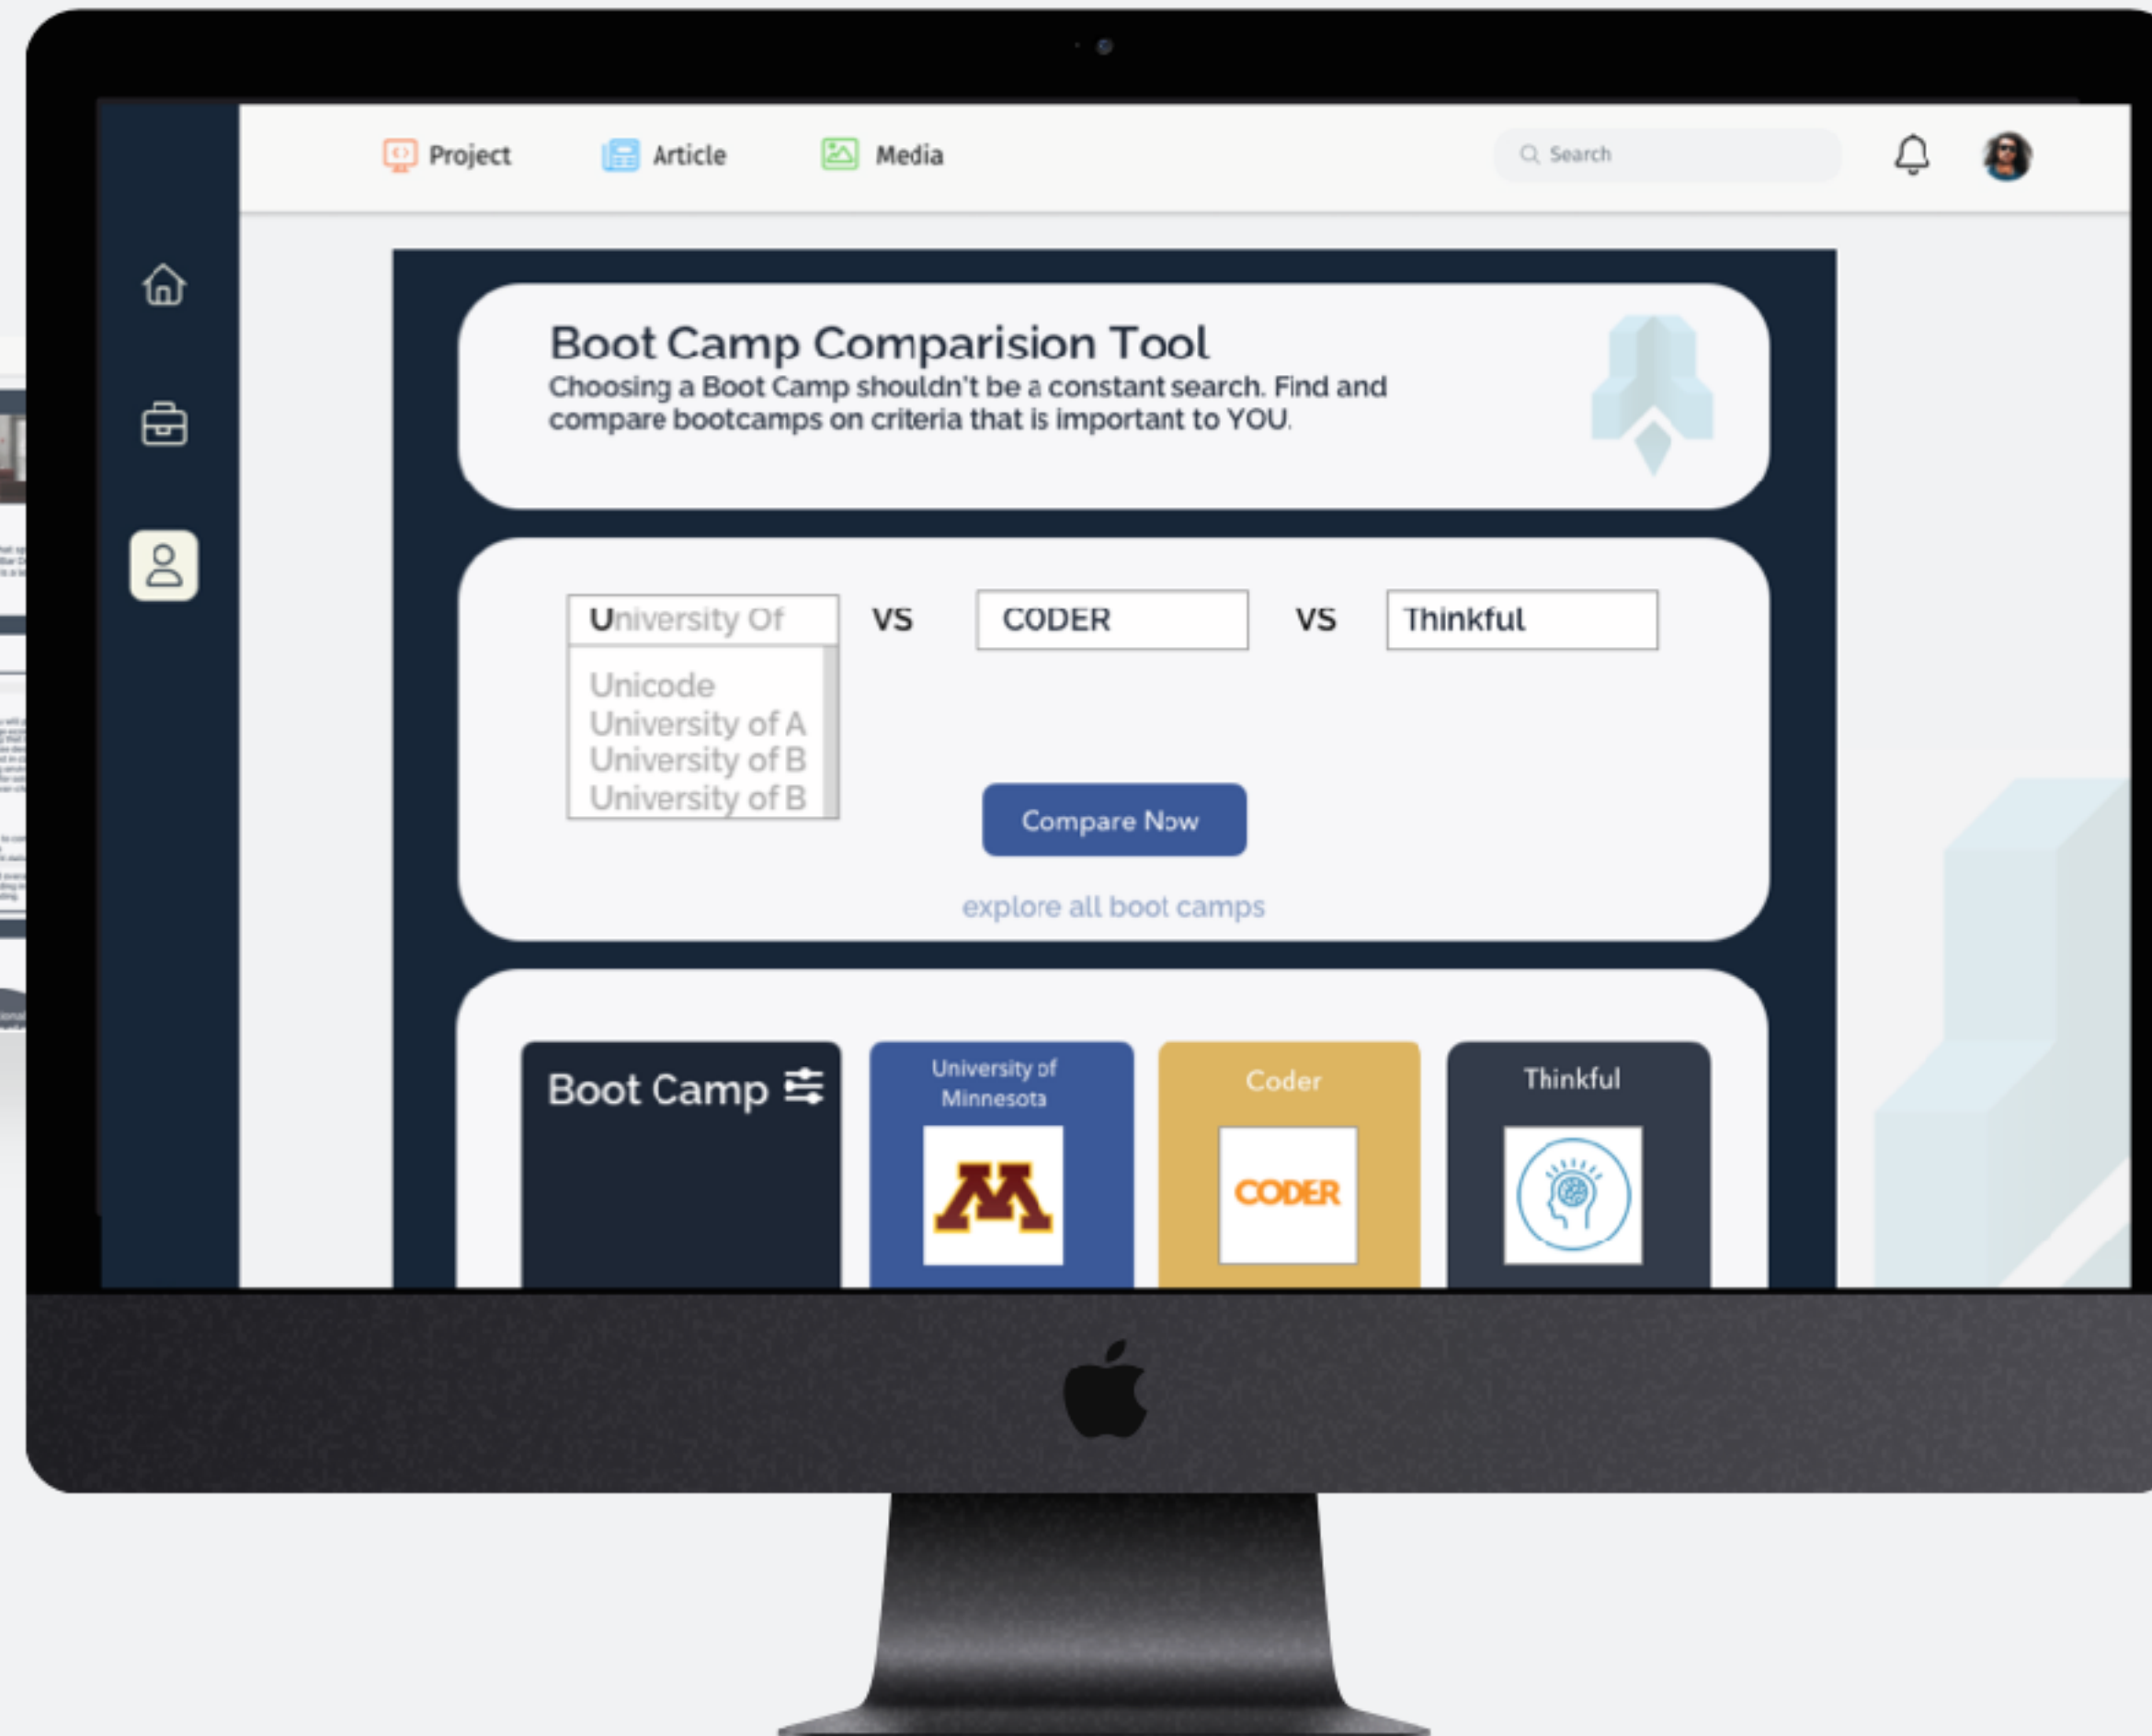 Project
Article
Media
Search
Boot Camp Comparision Tool
Choosing a Boot Camp shouldn't be a constant search. Find and
compare bootcamps on criteria that is important to YOU.
University Of
VS
CODER
VS
Thinkful
Unicode
University of A
University of B
University of B
Compare Now
explore all boot camps
Boot Camp
University of
Minnesota
M
Coder
CODER
Thinkful